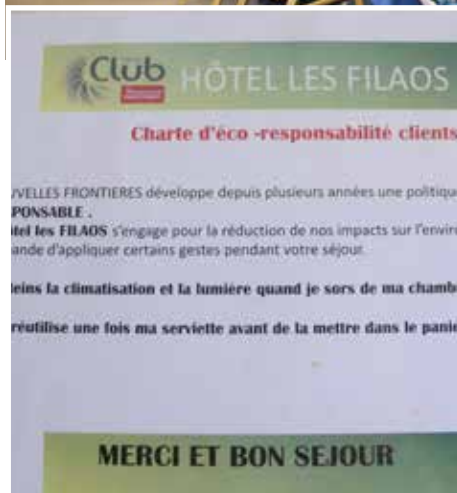 Club HÔTEL LES FILAOS
Charte d'éco -responsabilité clients
VELLES FRONTIERES développe depuis plusieurs années une politiqu
PONSABLE .
tel les FILAOS s'engage pour la réduction de nos impacts sur l'envir
ande d'appliquer certains gestes pendant votre séjour.
eins la climatisation et la lumière quand je sors de ma chamb
réutilise une fois ma serviette avant de la mettre dans le panie
MERCI ET BON SEJOUR